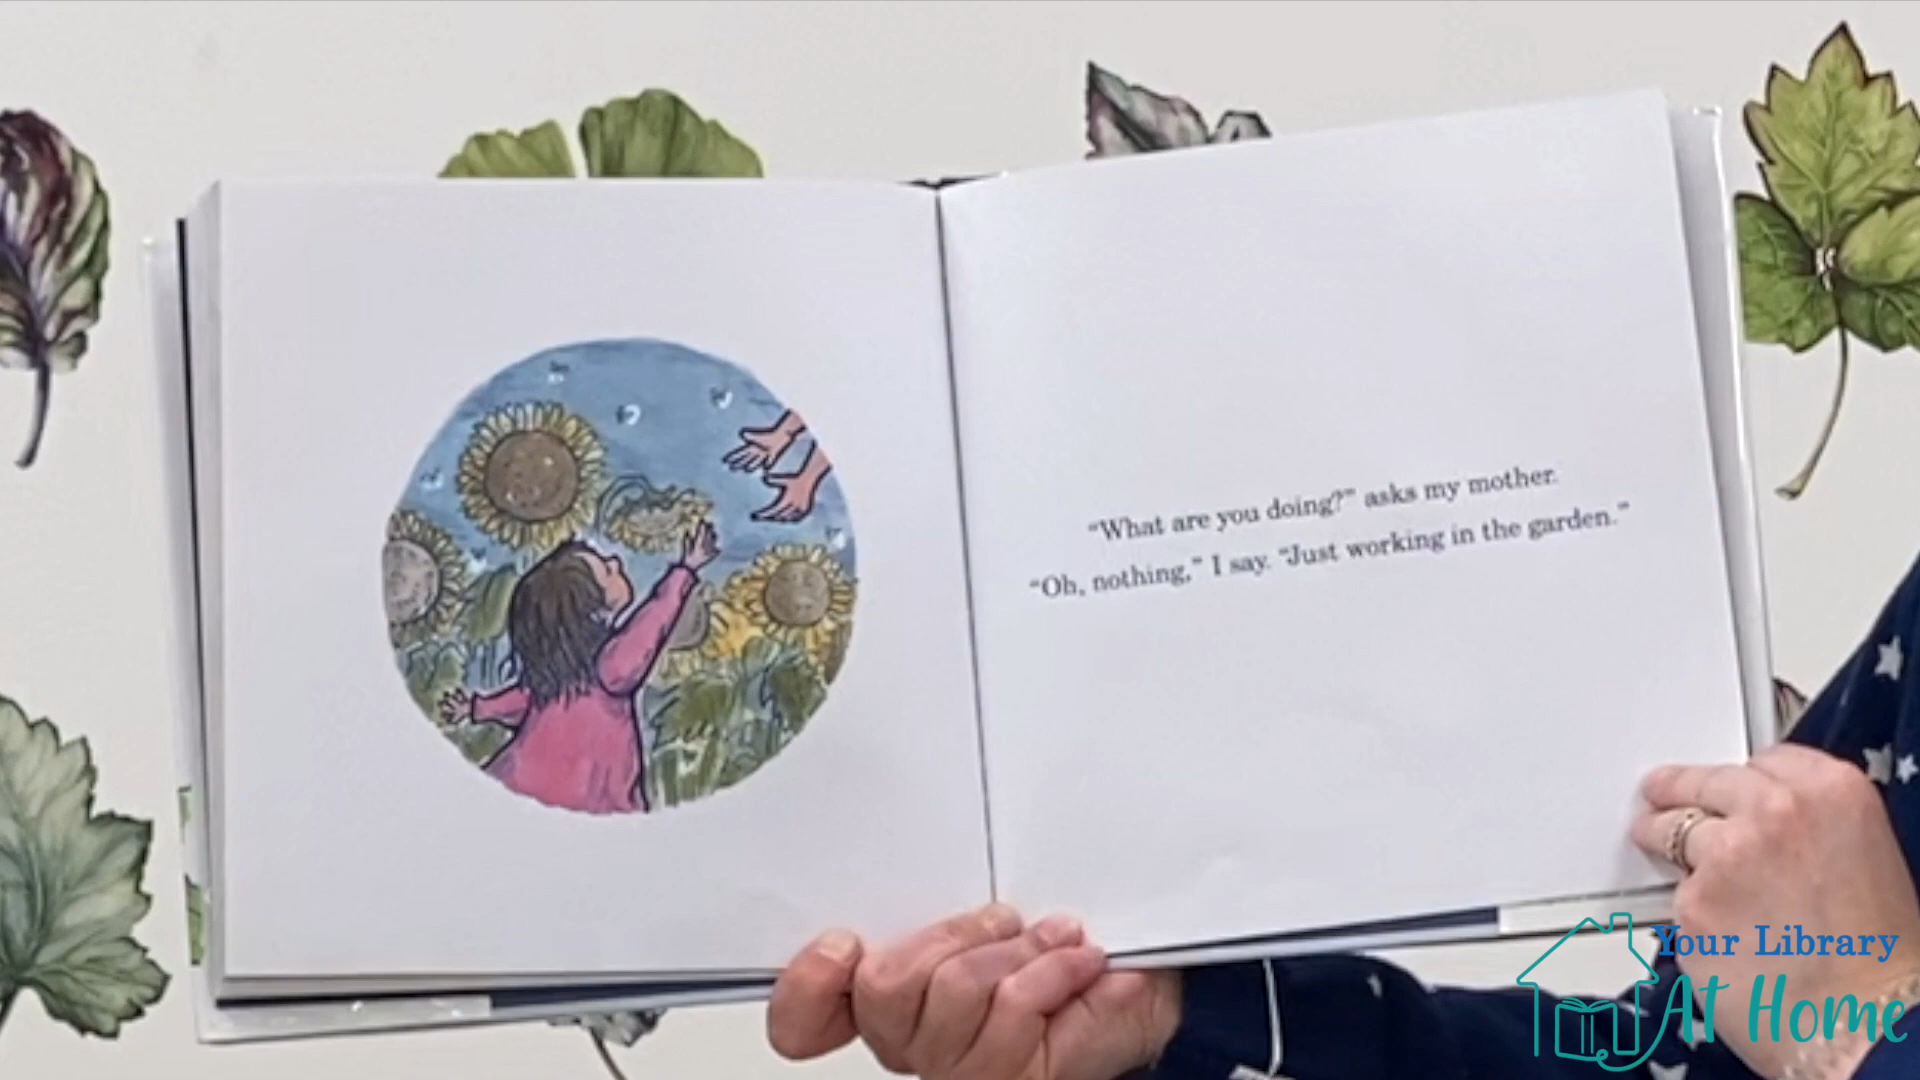 “What are you doing?” asks my mother.
“Oh, nothing,” I say. “Just working in the garden.”
Your Library
At Home